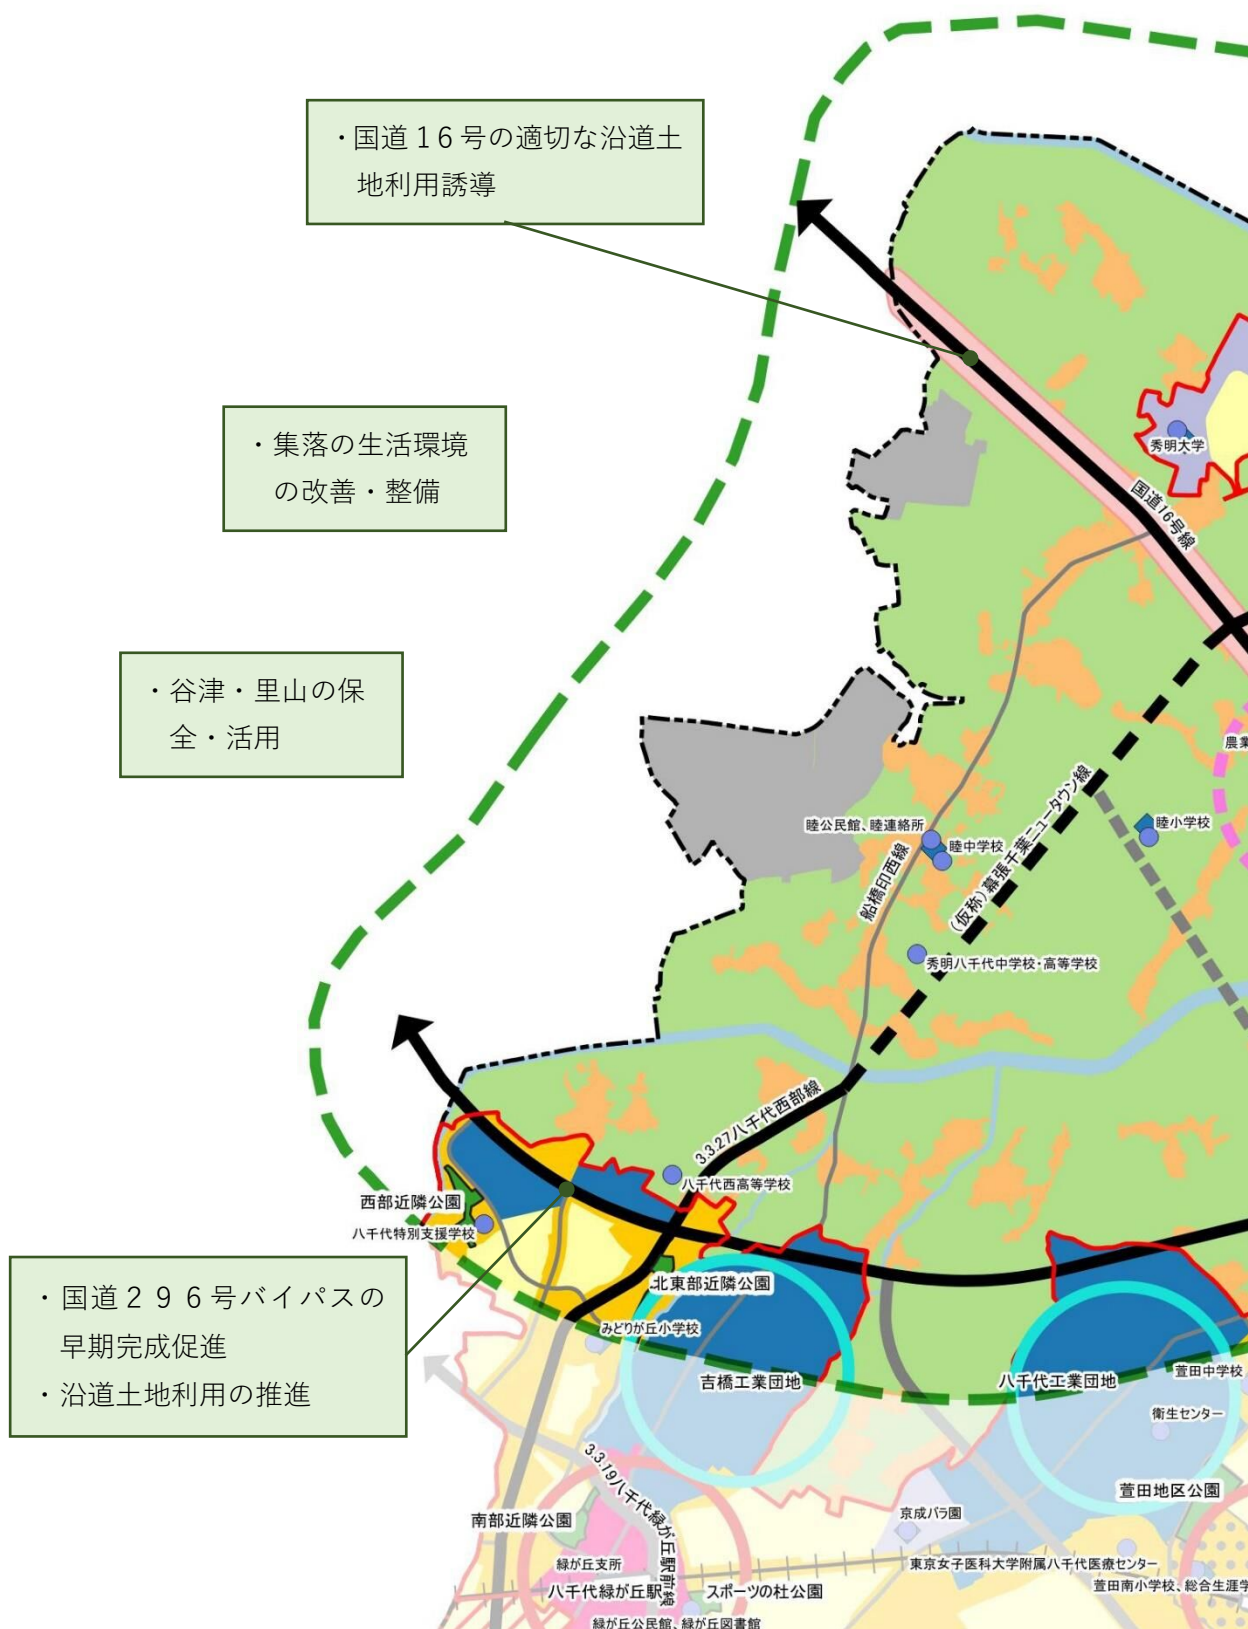 ・国道16号の適切な沿道土
地利用誘導
・集落の生活環境
の改善・整備
・谷津・里山の保
全・活用
・国道２９６号バイパスの
早期完成促進
・沿道土地利用の推進
秀明大学
国道16号線
農業
(仮称)幕張千葉ニュータウン線
睦小学校
睦公民館、睦連絡所
睦中学校
船橋印西線
秀明八千代中学校・高等学校
3.3.27八千代西部線
八千代西高等学校
西部近隣公園
八千代特別支援学校
北東部近隣公園
みどりが丘小学校
吉橋工業団地
八千代工業団地
萱田中学校
衛生センター
3.3.19八千代緑が丘駅前線
萱田地区公園
南部近隣公園
京成バラ園
緑が丘支所
東京女子医科大学附属八千代医療センター
八千代緑が丘駅
スポーツの杜公園
萱田南小学校、総合生涯学
緑が丘公民館、緑が丘図書館